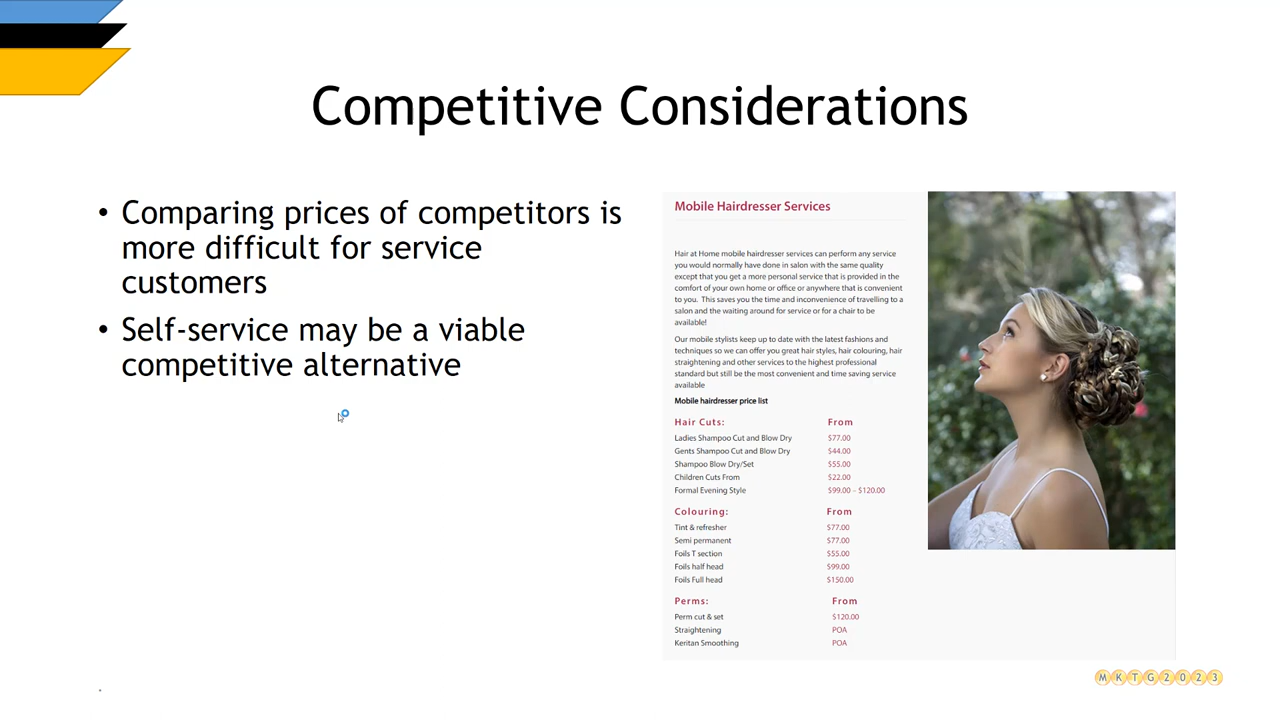 Competitive Considerations
• Comparing prices of competitors is
more difficult for service
customers
• Self-service may be a viable
competitive alternative
Mobile Hairdresser Services
Hair at Home mobile hairdresser services can perform any service
you would normally have done in salon with the same quality
except that you get a more personal service that is provided in the
comfort of your own home or office or anywhere that is convenient
to you. This saves you the time and inconvenience of travelling to a
salon and the waiting around for service or for a chair to be
available!
Our mobile stylists keep up to date with the latest fashions and
techniques so we can offer you great hair styles, hair colouring, hair
straightening and other services to the highest professional
standard but still be the most convenient and time saving service
available
Mobile hairdresser price list
Hair Cuts: From
Ladies Shampoo Cut and Blow Dry $77.00
Gents Shampoo Cut and Blow Dry $44.00
Shampoo Blow Dry/Set $55.00
Children Cuts From $22.00
Formal Evening Style $99.00 - $120.00
Colouring: From
Tint & refresher $77.00
Semi permanent $77.00
Foils T section $55.00
Foils half head $99.00
Foils Full head $150.00
Perms: From
Perm cut & set $120.00
Straightening POA
Keritan Smoothing POA
MKTG2023
.